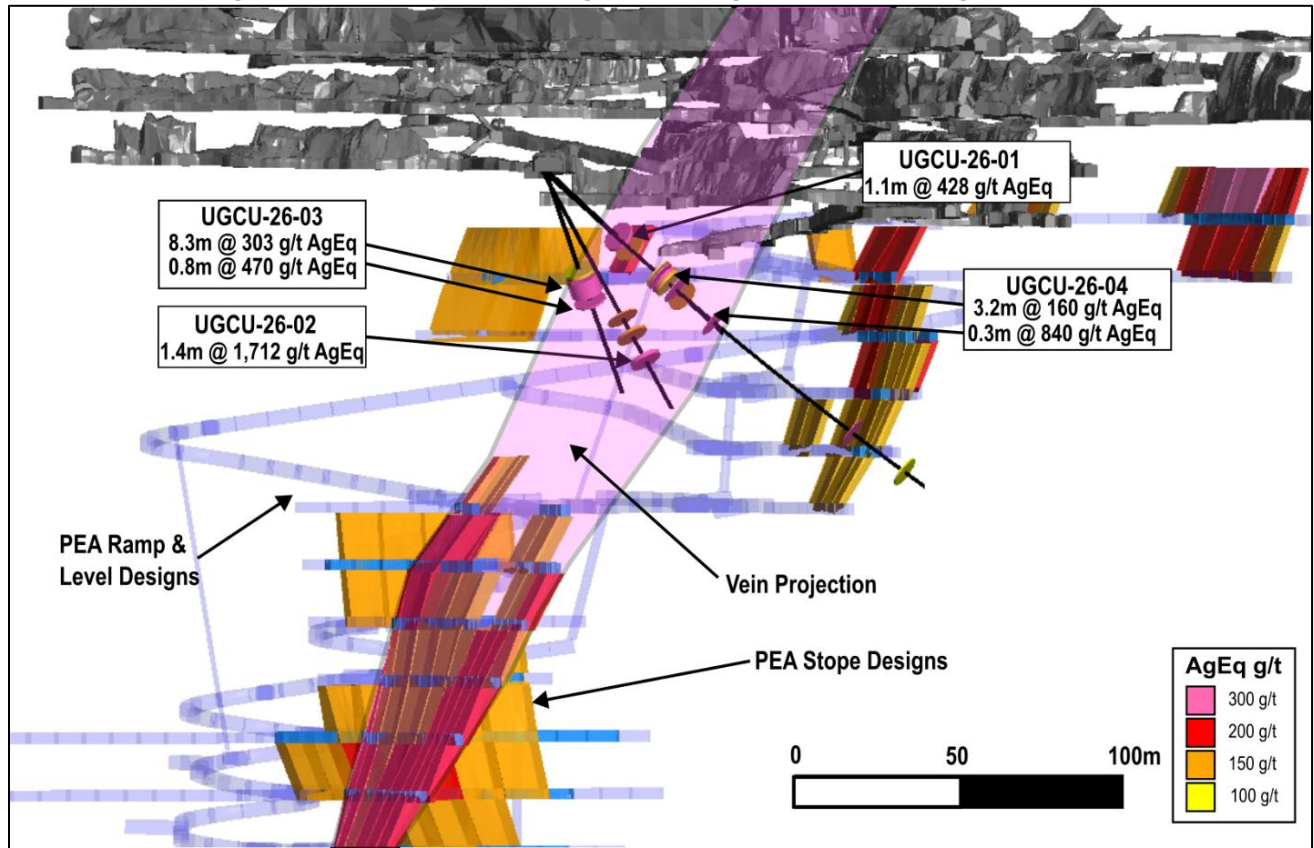 UGCU-26-01
1.1m @ 428 g/t AgEq
UGCU-26-03
8.3m @ 303 g/t AgEq
0.8m @ 470 g/t AgEq
UGCU-26-04
3.2m @ 160 g/t AgEq
0.3m @ 840 g/t AgEq
UGCU-26-02
1.4m @ 1,712 g/t AgEq
PEA Ramp &
Level Designs
Vein Projection
PEA Stope Designs
AgEq g/t
300 g/t
200 g/t
150 g/t
100 g/t
0
50
100m